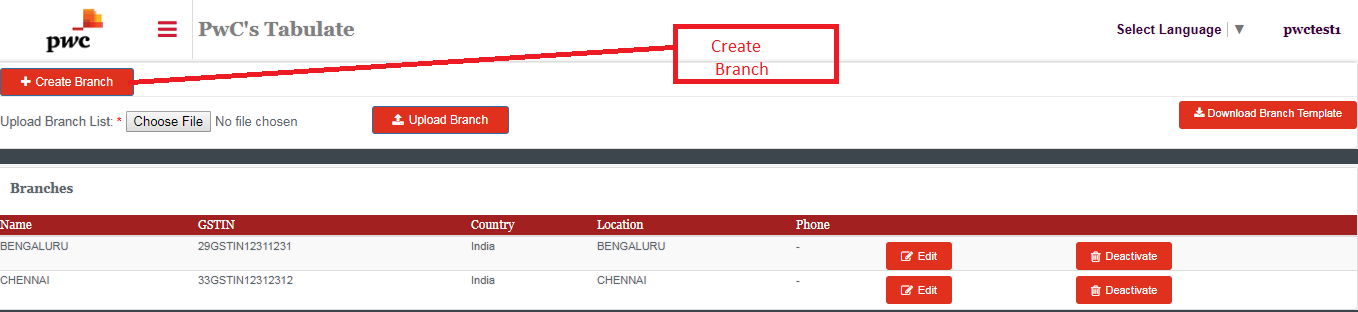 pwc
PwC's Tabulate
Select Language ▼
pwctest1
Create
Branch
+ Create Branch
Upload Branch List: * Choose File No file chosen
Upload Branch
Download Branch Template
Branches
Name GSTIN Country Location Phone
BENGALURU 29GSTIN12311231 India BENGALURU - Edit Deactivate
CHENNAI 33GSTIN12312312 India CHENNAI - Edit Deactivate